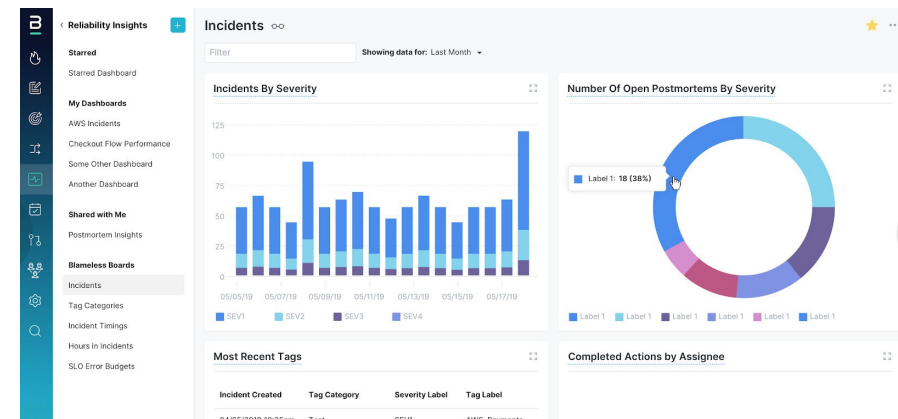 B
Reliability Insights
+
Starred
Starred Dashboard
My Dashboards
AWS Incidents
Checkout Flow Performance
Some Other Dashboard
Another Dashboard
Shared with Me
Postmortem Insights
Blameless Boards
Incidents
Tag Categories
Incident Timings
Hours in Incidents
SLO Error Budgets
Incidents
Filter
Showing data for: Last Month
Incidents By Severity
125
100
75
50
25
0
05/05/19 05/07/19 05/09/19 05/11/19 05/13/19 05/15/19 05/17/19
SEV1 SEV2 SEV3 SEV4
Number Of Open Postmortems By Severity
Label 1: 18 (38%)
Label 1 Label 1 Label 1 Label 1 Label 1 Label 1
Most Recent Tags
Incident Created Tag Category Severity Label Tag Label
Completed Actions by Assignee